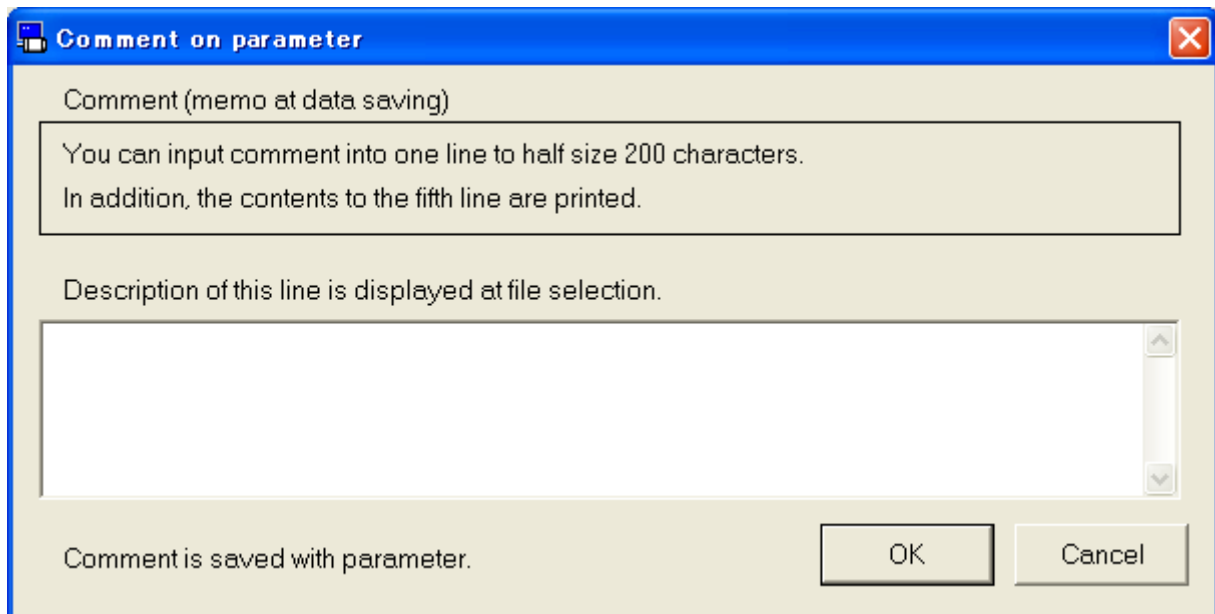 Comment on parameter
Comment (memo at data saving)
You can input comment into one line to half size 200 characters.
In addition, the contents to the fifth line are printed.
Description of this line is displayed at file selection.
Comment is saved with parameter.
OK
Cancel